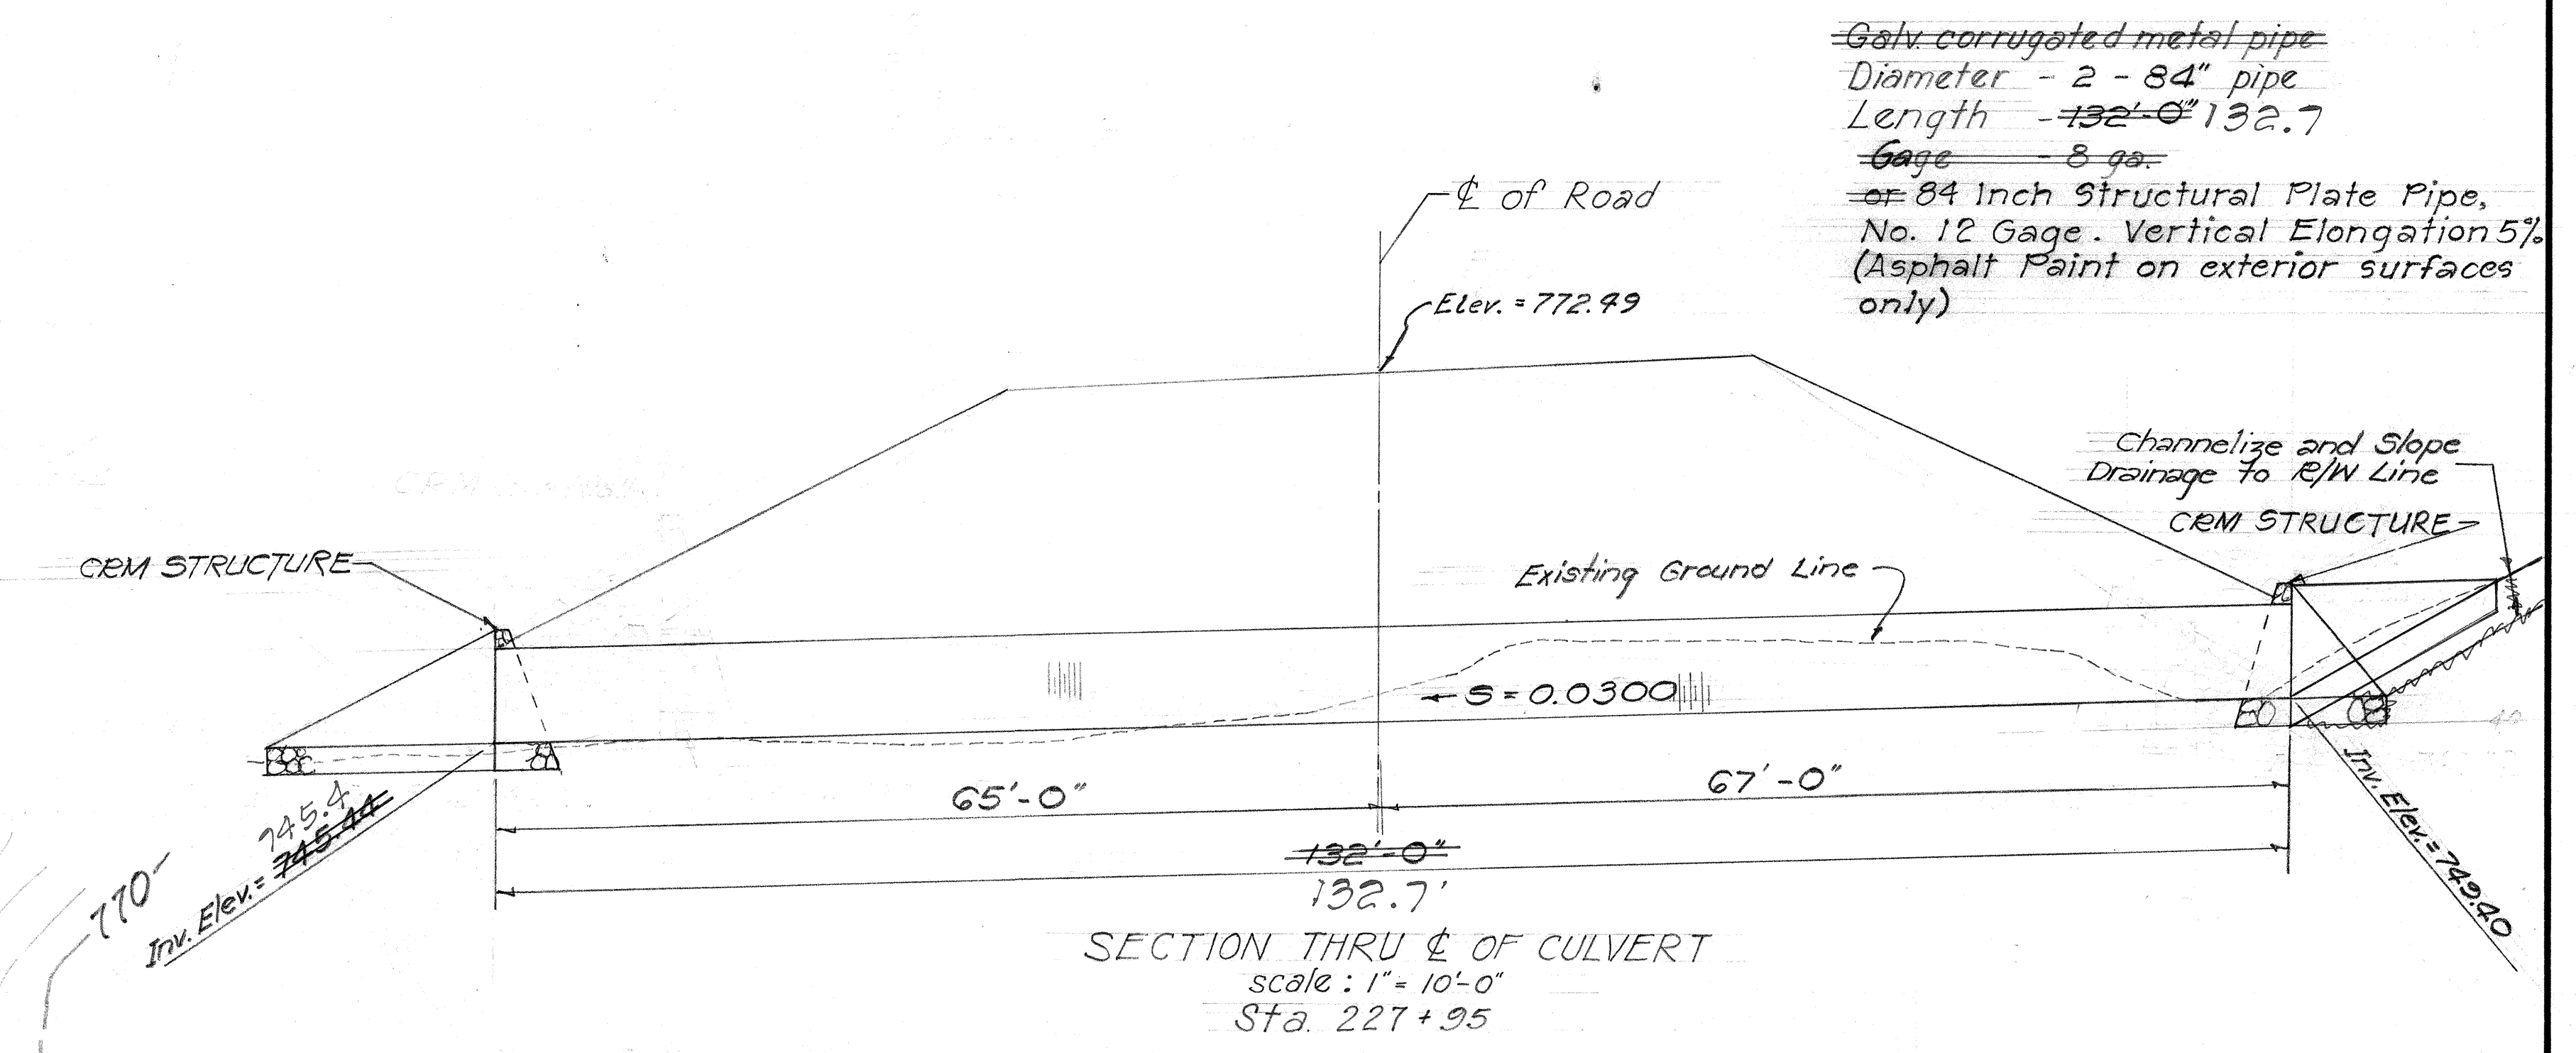 Galv. corrugated metal pipe
Diameter - 2 - 84" pipe
Length - 132'-0" 132.7
Gage - 8 ga.
or 84 Inch Structural Plate Pipe,
No. 12 Gage. Vertical Elongation 5%
(Asphalt Paint on exterior surfaces
only)
℄ of Road
Elev. = 772.49
Channelize and Slope
Drainage to R/W Line
CRM STRUCTURE
CRM STRUCTURE
Existing Ground Line
S = 0.0300
40
65'-0"
67'-0"
745.4
Inv. Elev. = 745.44
Inv. Elev. = 749.40
770
132'-0"
132.7'
SECTION THRU ℄ OF CULVERT
scale : 1" = 10'-0"
Sta. 227 + 95